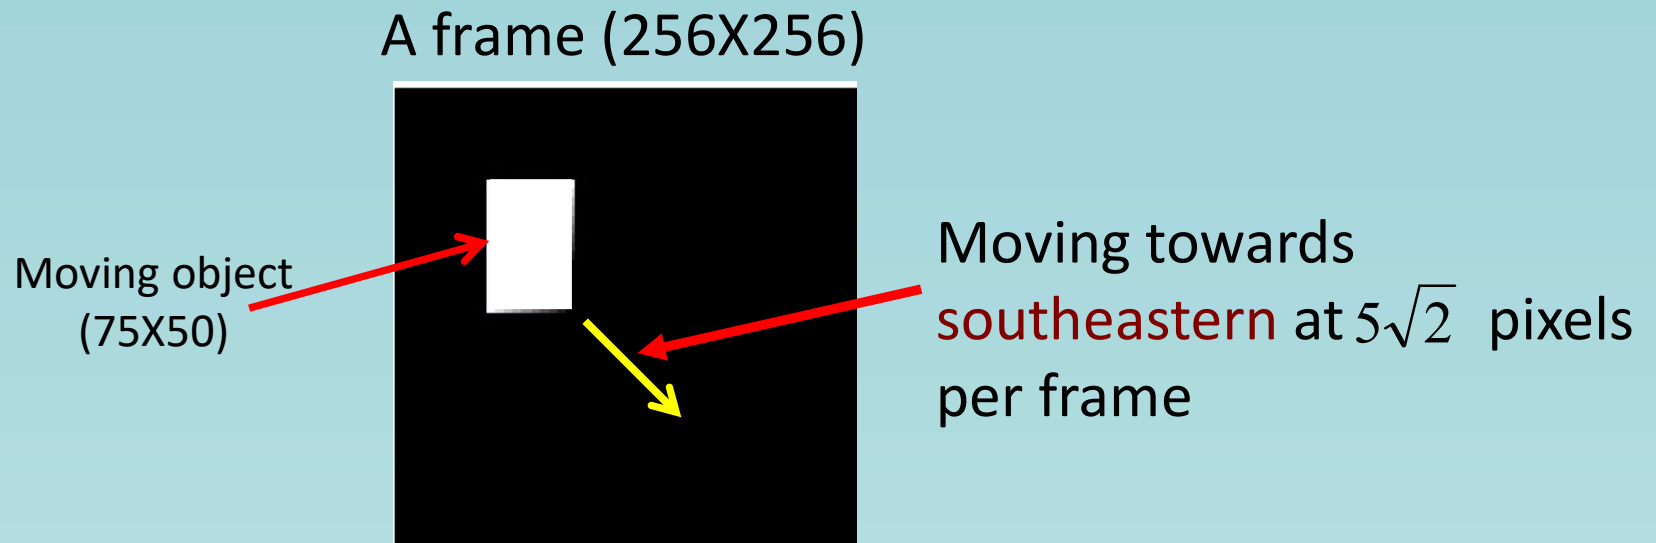 A frame (256X256)
Moving object
(75X50)
Moving towards
southeastern at 5√2 pixels
per frame